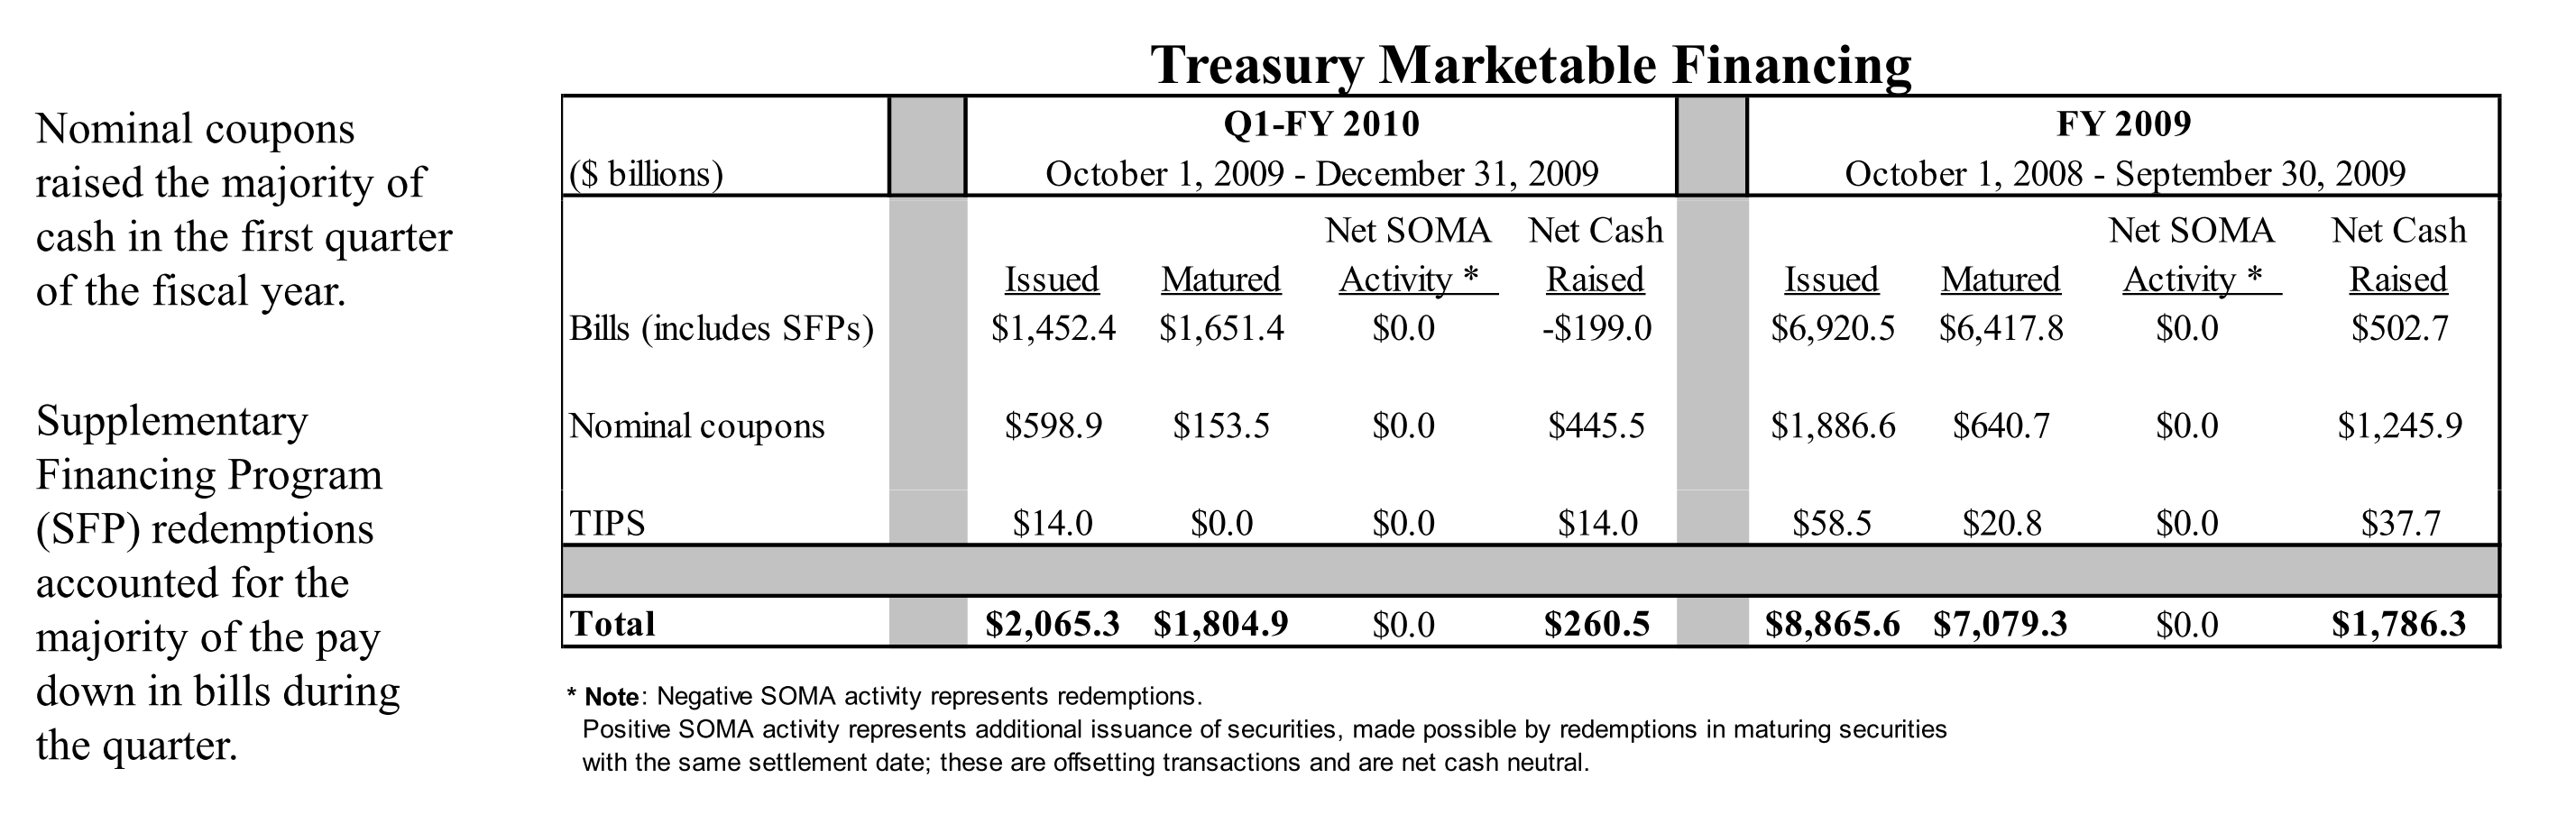 Treasury Marketable Financing
Nominal coupons
raised the majority of
cash in the first quarter
of the fiscal year.
Supplementary
Financing Program
(SFP) redemptions
accounted for the
majority of the pay
down in bills during
the quarter.
Q1-FY 2010 FY 2009
($ billions) October 1, 2009 - December 31, 2009 October 1, 2008 - September 30, 2009
Net SOMA Net Cash Net SOMA Net Cash
Issued Matured Activity * Raised Issued Matured Activity * Raised
Bills (includes SFPs) $1,452.4 $1,651.4 $0.0 -$199.0 $6,920.5 $6,417.8 $0.0 $502.7
Nominal coupons $598.9 $153.5 $0.0 $445.5 $1,886.6 $640.7 $0.0 $1,245.9
TIPS $14.0 $0.0 $0.0 $14.0 $58.5 $20.8 $0.0 $37.7
Total $2,065.3 $1,804.9 $0.0 $260.5 $8,865.6 $7,079.3 $0.0 $1,786.3
* Note: Negative SOMA activity represents redemptions.
Positive SOMA activity represents additional issuance of securities, made possible by redemptions in maturing securities
with the same settlement date; these are offsetting transactions and are net cash neutral.